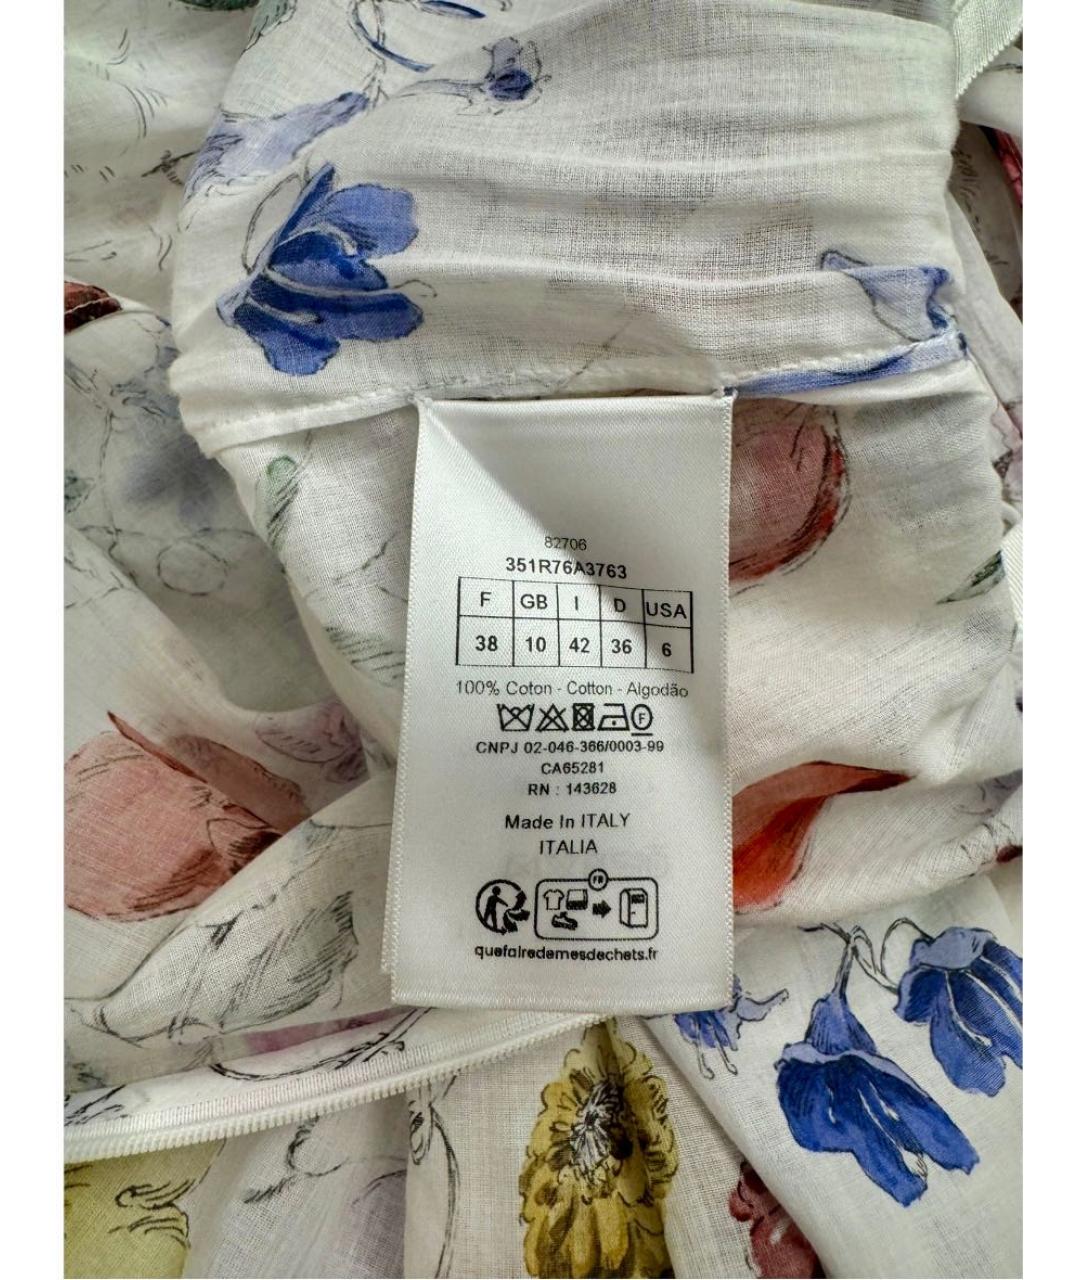 82706
351R76A3763
F GB I D USA
38 10 42 36 6
100% Coton - Cotton - Algodão
F
CNPJ 02-046-366/0003-99
CA65281
RN : 143628
Made In ITALY
ITALIA
FR
quefairedemesdechets.fr